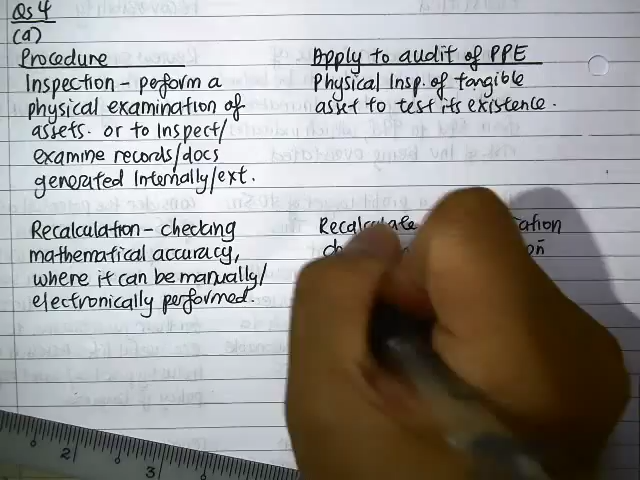 Qs 4
(a)
Procedure
Inspection - perform a
physical examination of
assets. or to inspect/
examine records/docs
generated Internally/ext.
Recalculation - checking
mathematical accuracy,
where it can be manually/
electronically performed.
Apply to audit of PPE
Physical Insp. of tangible
asset to test its existence.
Recalculate
2
3